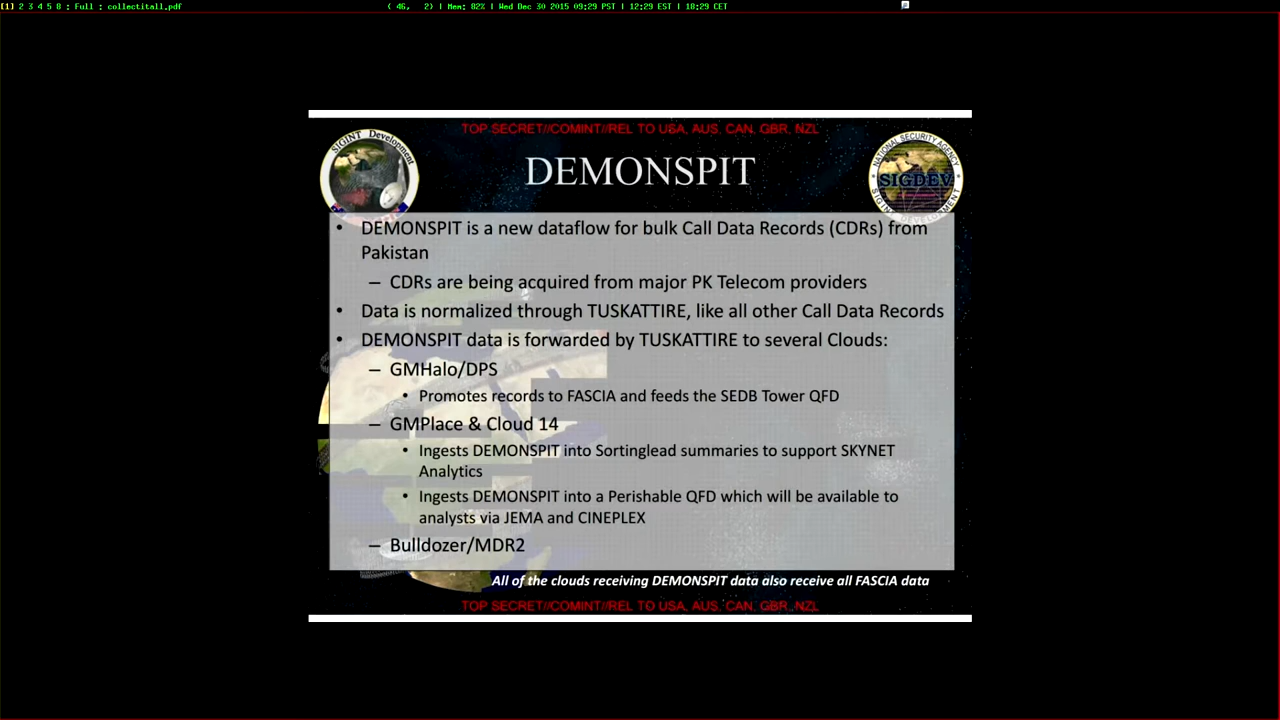 [1] 2 3 4 5 8 : Full : collectitall.pdf ( 46, 2) | Mem: 82% | Wed Dec 30 2015 09:29 PST | 12:29 EST | 18:29 CET
TOP SECRET//COMINT//REL TO USA, AUS, CAN, GBR, NZL
SIGINT Development
NATIONAL SECURITY AGENCY
SIGDEV
SIGINT DEVELOPMENT
DEMONSPIT
• DEMONSPIT is a new dataflow for bulk Call Data Records (CDRs) from
Pakistan
– CDRs are being acquired from major PK Telecom providers
• Data is normalized through TUSKATTIRE, like all other Call Data Records
• DEMONSPIT data is forwarded by TUSKATTIRE to several Clouds:
– GMHalo/DPS
• Promotes records to FASCIA and feeds the SEDB Tower QFD
– GMPlace & Cloud 14
• Ingests DEMONSPIT into Sortinglead summaries to support SKYNET
Analytics
• Ingests DEMONSPIT into a Perishable QFD which will be available to
analysts via JEMA and CINEPLEX
– Bulldozer/MDR2
All of the clouds receiving DEMONSPIT data also receive all FASCIA data
TOP SECRET//COMINT//REL TO USA, AUS, CAN, GBR, NZL